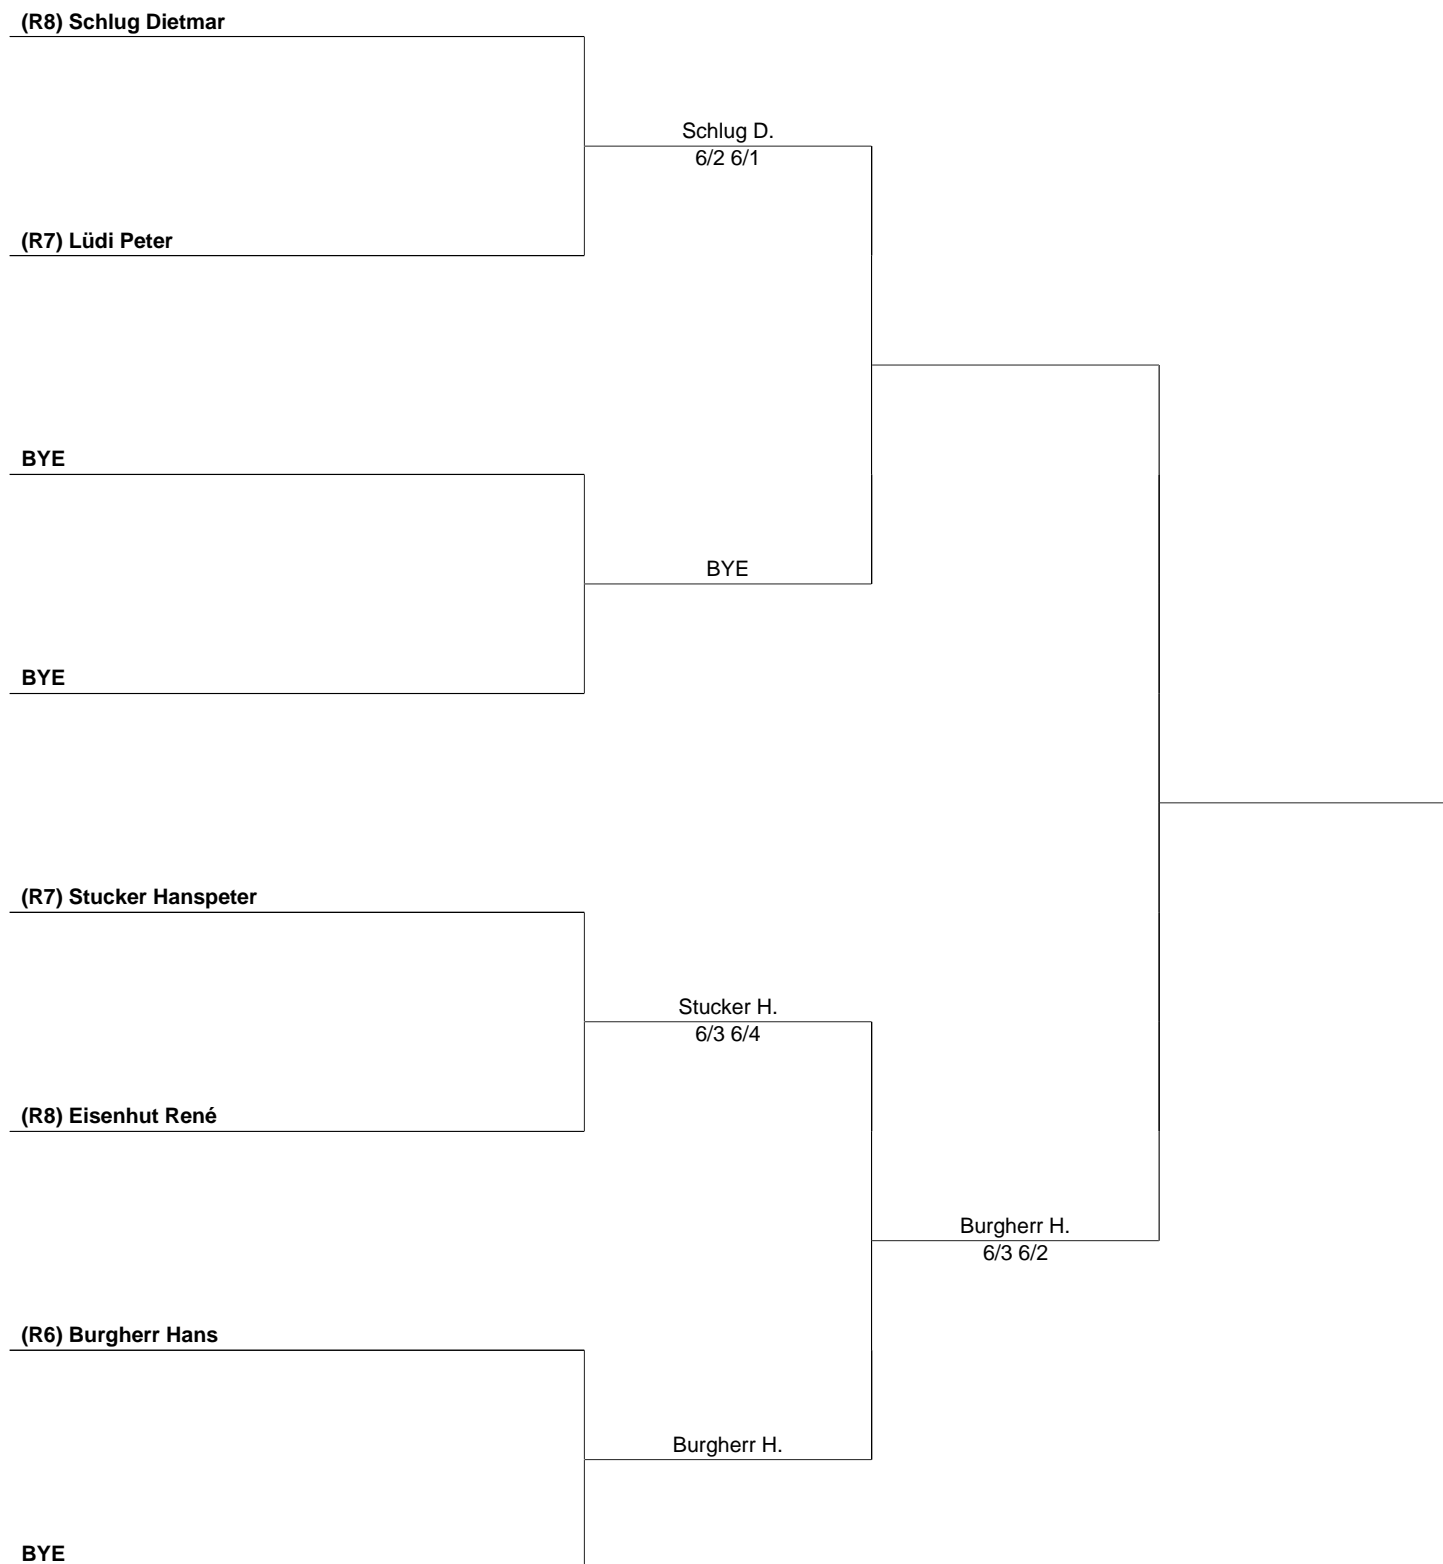 (R8) Schlug Dietmar
Schlug D.
6/2 6/1
(R7) Lüdi Peter
BYE
BYE
BYE
(R7) Stucker Hanspeter
Stucker H.
6/3 6/4
(R8) Eisenhut René
Burgherr H.
6/3 6/2
(R6) Burgherr Hans
Burgherr H.
BYE